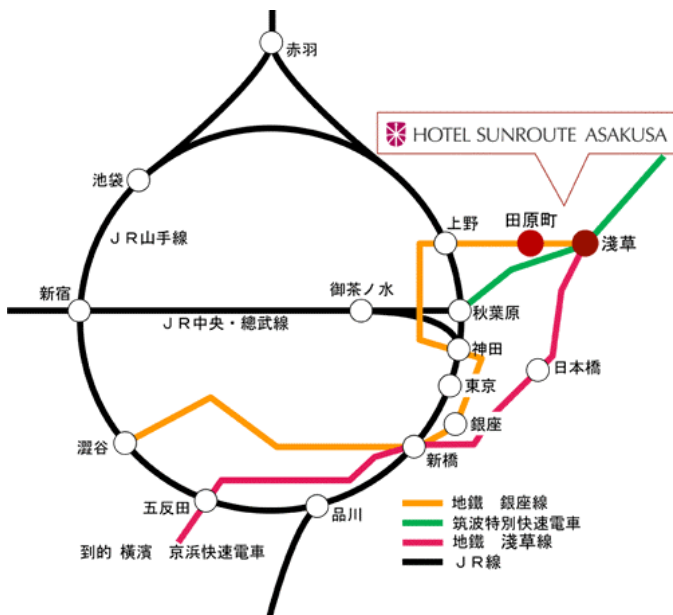 赤羽
HOTEL SUNROUTE ASAKUSA
池袋
上野
田原町
淺草
JR山手線
新宿
御茶ノ水
秋葉原
JR中央・總武線
神田
日本橋
東京
銀座
澀谷
新橋
五反田
品川
到的 橫濱 京浜快速電車
地鐵 銀座線
筑波特別快速電車
地鐵 淺草線
JR線